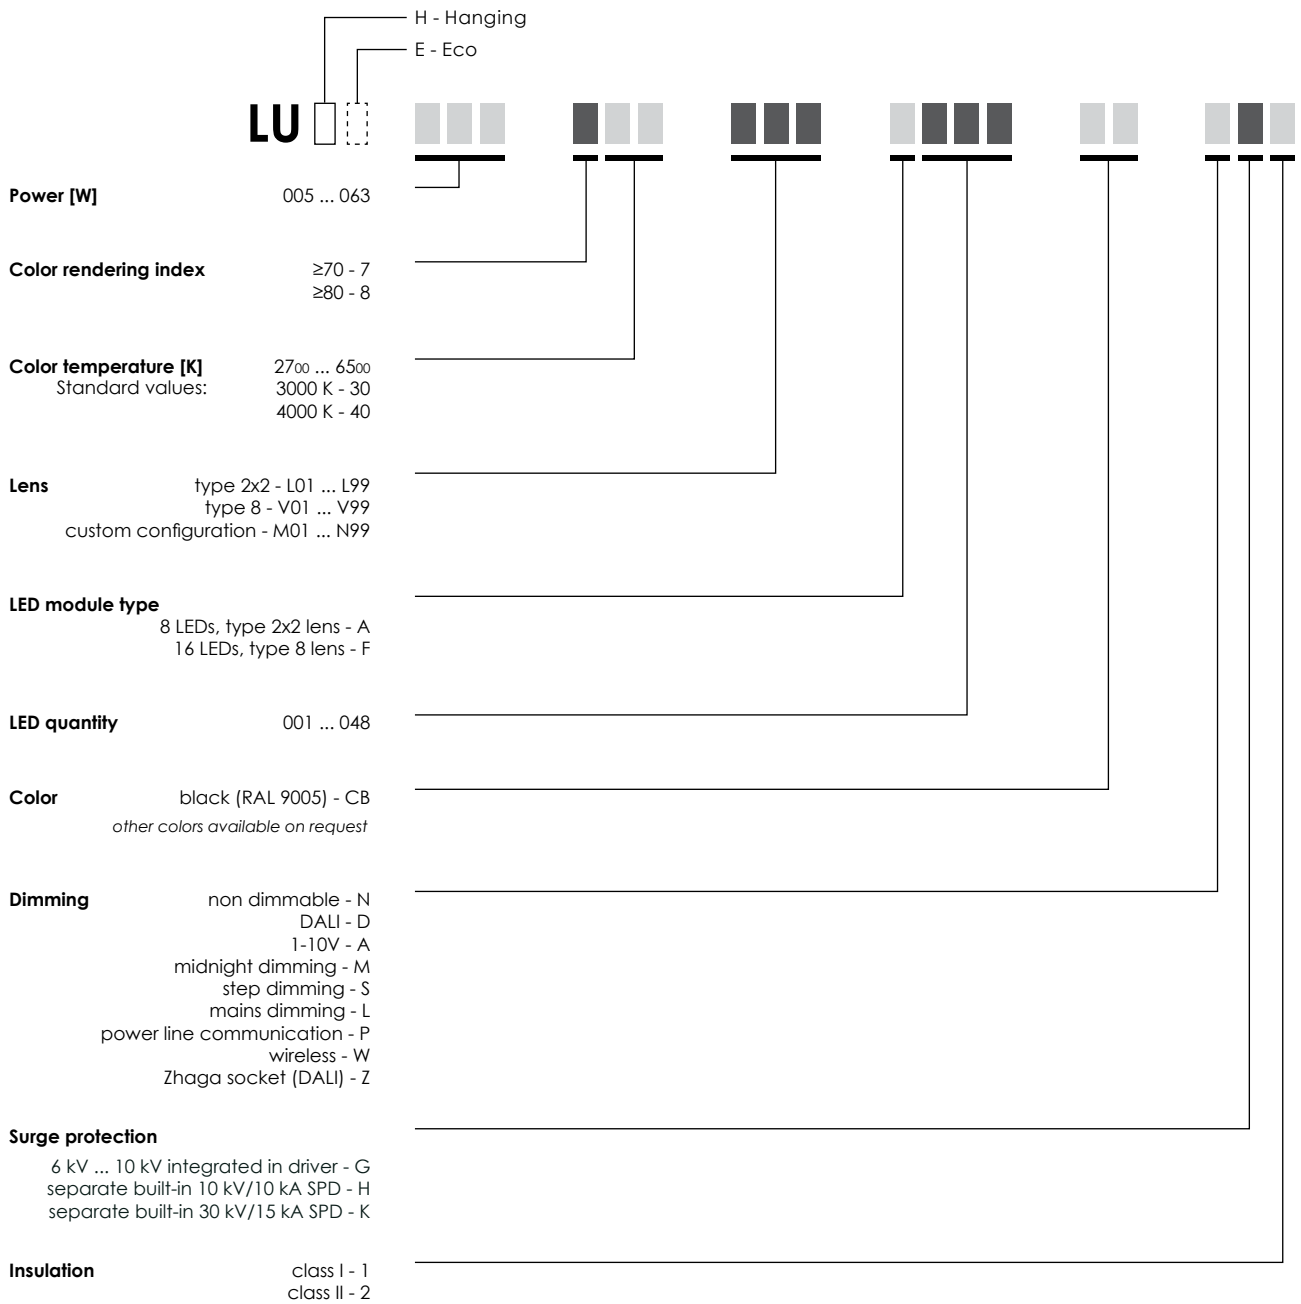 H - Hanging
E - Eco
LU
Power [W] 005 ... 063
Color rendering index ≥70 - 7
≥80 - 8
Color temperature [K] 2700 ... 6500
Standard values: 3000 K - 30
4000 K - 40
Lens type 2x2 - L01 ... L99
type 8 - V01 ... V99
custom configuration - M01 ... N99
LED module type
8 LEDs, type 2x2 lens - A
16 LEDs, type 8 lens - F
LED quantity 001 ... 048
Color black (RAL 9005) - CB
other colors available on request
Dimming non dimmable - N
DALI - D
1-10V - A
midnight dimming - M
step dimming - S
mains dimming - L
power line communication - P
wireless - W
Zhaga socket (DALI) - Z
Surge protection
6 kV ... 10 kV integrated in driver - G
separate built-in 10 kV/10 kA SPD - H
separate built-in 30 kV/15 kA SPD - K
Insulation class I - 1
class II - 2